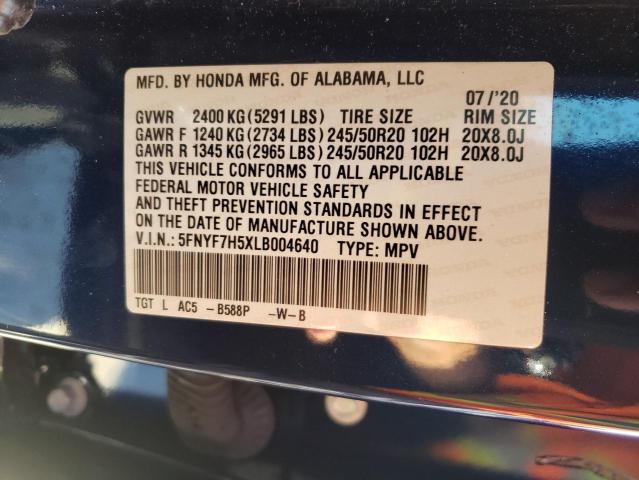 MFD. BY HONDA MFG. OF ALABAMA, LLC
07/'20
GVWR 2400 KG (5291 LBS) TIRE SIZE RIM SIZE
GAWR F 1240 KG (2734 LBS) 245/50R20 102H 20X8.0J
GAWR R 1345 KG (2965 LBS) 245/50R20 102H 20X8.0J
THIS VEHICLE CONFORMS TO ALL APPLICABLE
FEDERAL MOTOR VEHICLE SAFETY
AND THEFT PREVENTION STANDARDS IN EFFECT
ON THE DATE OF MANUFACTURE SHOWN ABOVE.
V.I.N.: 5FNYF7H5XLB004640 TYPE: MPV
TGT L AC5 -B588P -W-B